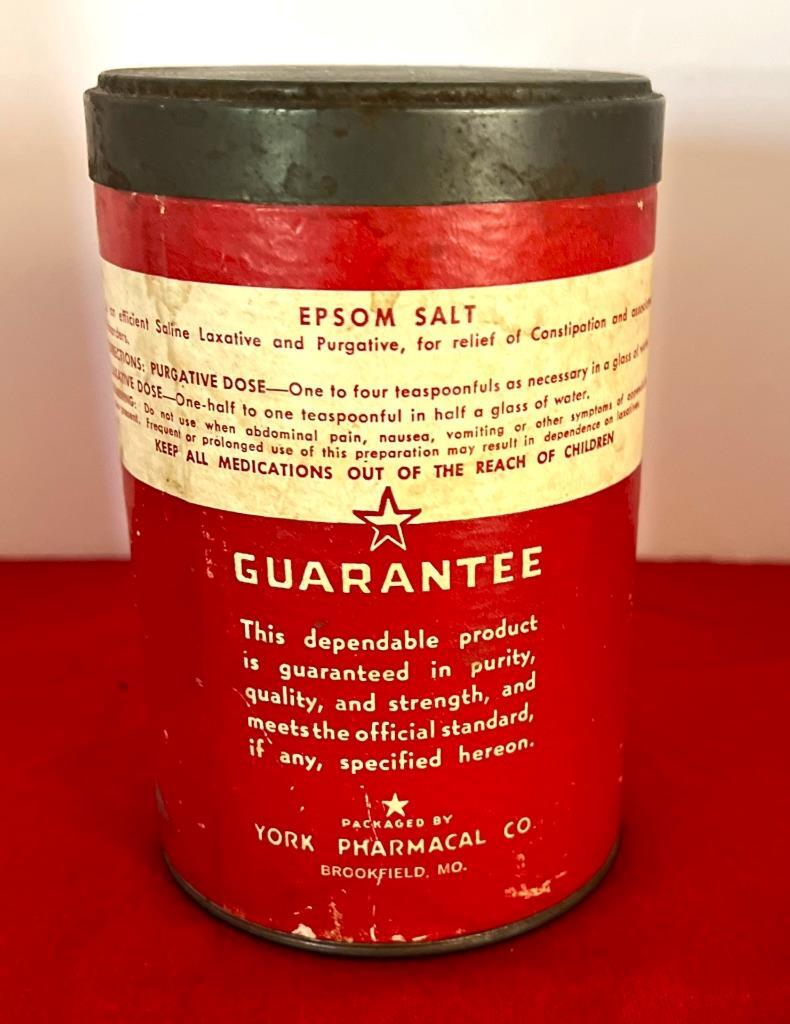 EPSOM SALT
an efficient Saline Laxative and Purgative, for relief of Constipation and
PURGATIVE DOSE—One to four teaspoonfuls as necessary in a glass of
DOSE—One-half to one teaspoonful in half a glass of water.
Do not use when abdominal pain, nausea, vomiting or other symptoms of
Frequent or prolonged use of this preparation may result in dependence on laxatives.
KEEP ALL MEDICATIONS OUT OF THE REACH OF CHILDREN
GUARANTEE
This dependable product
is guaranteed in purity,
quality, and strength, and
meets the official standard,
if any, specified hereon.
PACKAGED BY
YORK PHARMACAL CO.
BROOKFIELD, MO.